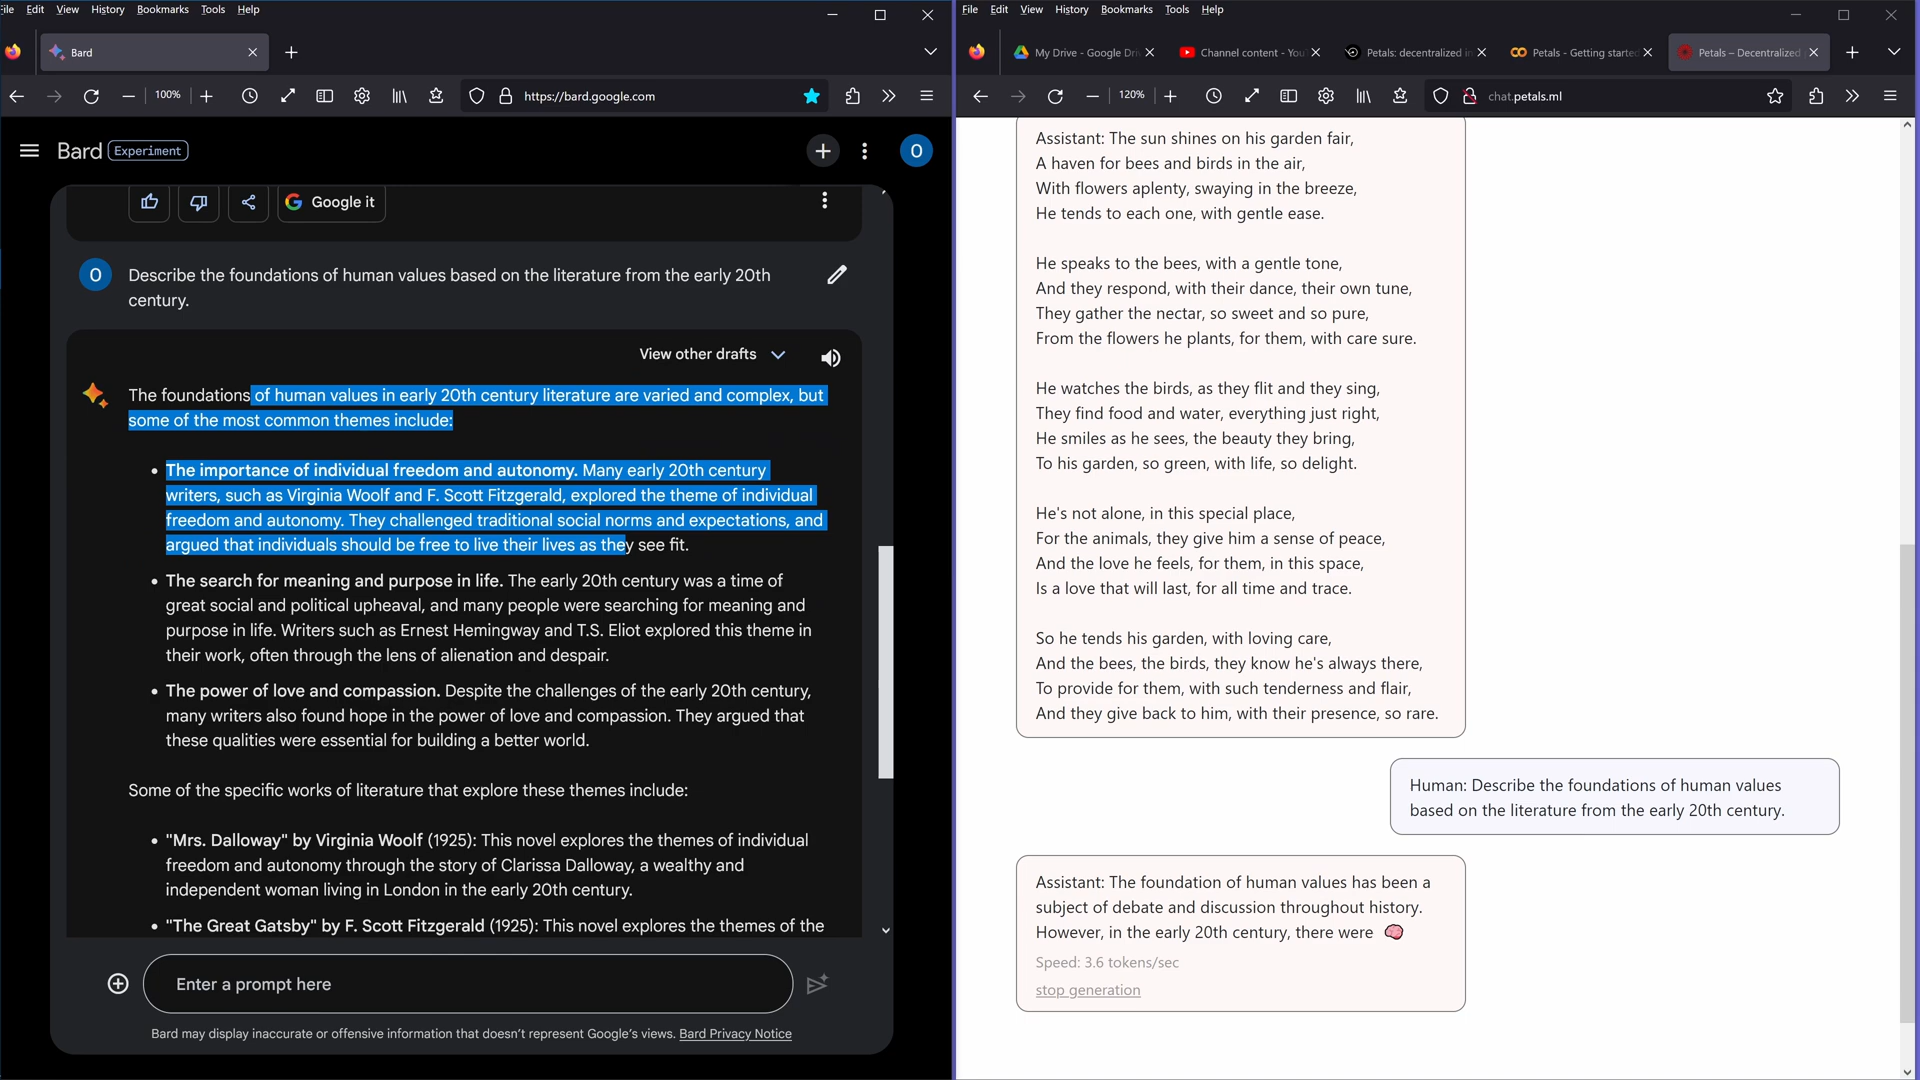 File Edit View History Bookmarks Tools Help
Bard
100%
https://bard.google.com
Bard Experiment
O
Google it
O
Describe the foundations of human values based on the literature from the early 20th
century.
View other drafts
The foundations of human values in early 20th century literature are varied and complex, but
some of the most common themes include:
• The importance of individual freedom and autonomy. Many early 20th century
writers, such as Virginia Woolf and F. Scott Fitzgerald, explored the theme of individual
freedom and autonomy. They challenged traditional social norms and expectations, and
argued that individuals should be free to live their lives as they see fit.
• The search for meaning and purpose in life. The early 20th century was a time of
great social and political upheaval, and many people were searching for meaning and
purpose in life. Writers such as Ernest Hemingway and T.S. Eliot explored this theme in
their work, often through the lens of alienation and despair.
• The power of love and compassion. Despite the challenges of the early 20th century,
many writers also found hope in the power of love and compassion. They argued that
these qualities were essential for building a better world.
Some of the specific works of literature that explore these themes include:
• "Mrs. Dalloway" by Virginia Woolf (1925): This novel explores the themes of individual
freedom and autonomy through the story of Clarissa Dalloway, a wealthy and
independent woman living in London in the early 20th century.
• "The Great Gatsby" by F. Scott Fitzgerald (1925): This novel explores the themes of the
Enter a prompt here
Bard may display inaccurate or offensive information that doesn't represent Google's views. Bard Privacy Notice
File Edit View History Bookmarks Tools Help
My Drive - Google Dri
Channel content - You
Petals: decentralized in
Petals - Getting started
Petals – Decentralized
120%
chat.petals.ml
Assistant: The sun shines on his garden fair,
A haven for bees and birds in the air,
With flowers aplenty, swaying in the breeze,
He tends to each one, with gentle ease.
He speaks to the bees, with a gentle tone,
And they respond, with their dance, their own tune,
They gather the nectar, so sweet and so pure,
From the flowers he plants, for them, with care sure.
He watches the birds, as they flit and they sing,
They find food and water, everything just right,
He smiles as he sees, the beauty they bring,
To his garden, so green, with life, so delight.
He's not alone, in this special place,
For the animals, they give him a sense of peace,
And the love he feels, for them, in this space,
Is a love that will last, for all time and trace.
So he tends his garden, with loving care,
And the bees, the birds, they know he's always there,
To provide for them, with such tenderness and flair,
And they give back to him, with their presence, so rare.
Human: Describe the foundations of human values
based on the literature from the early 20th century.
Assistant: The foundation of human values has been a
subject of debate and discussion throughout history.
However, in the early 20th century, there were
Speed: 3.6 tokens/sec
stop generation